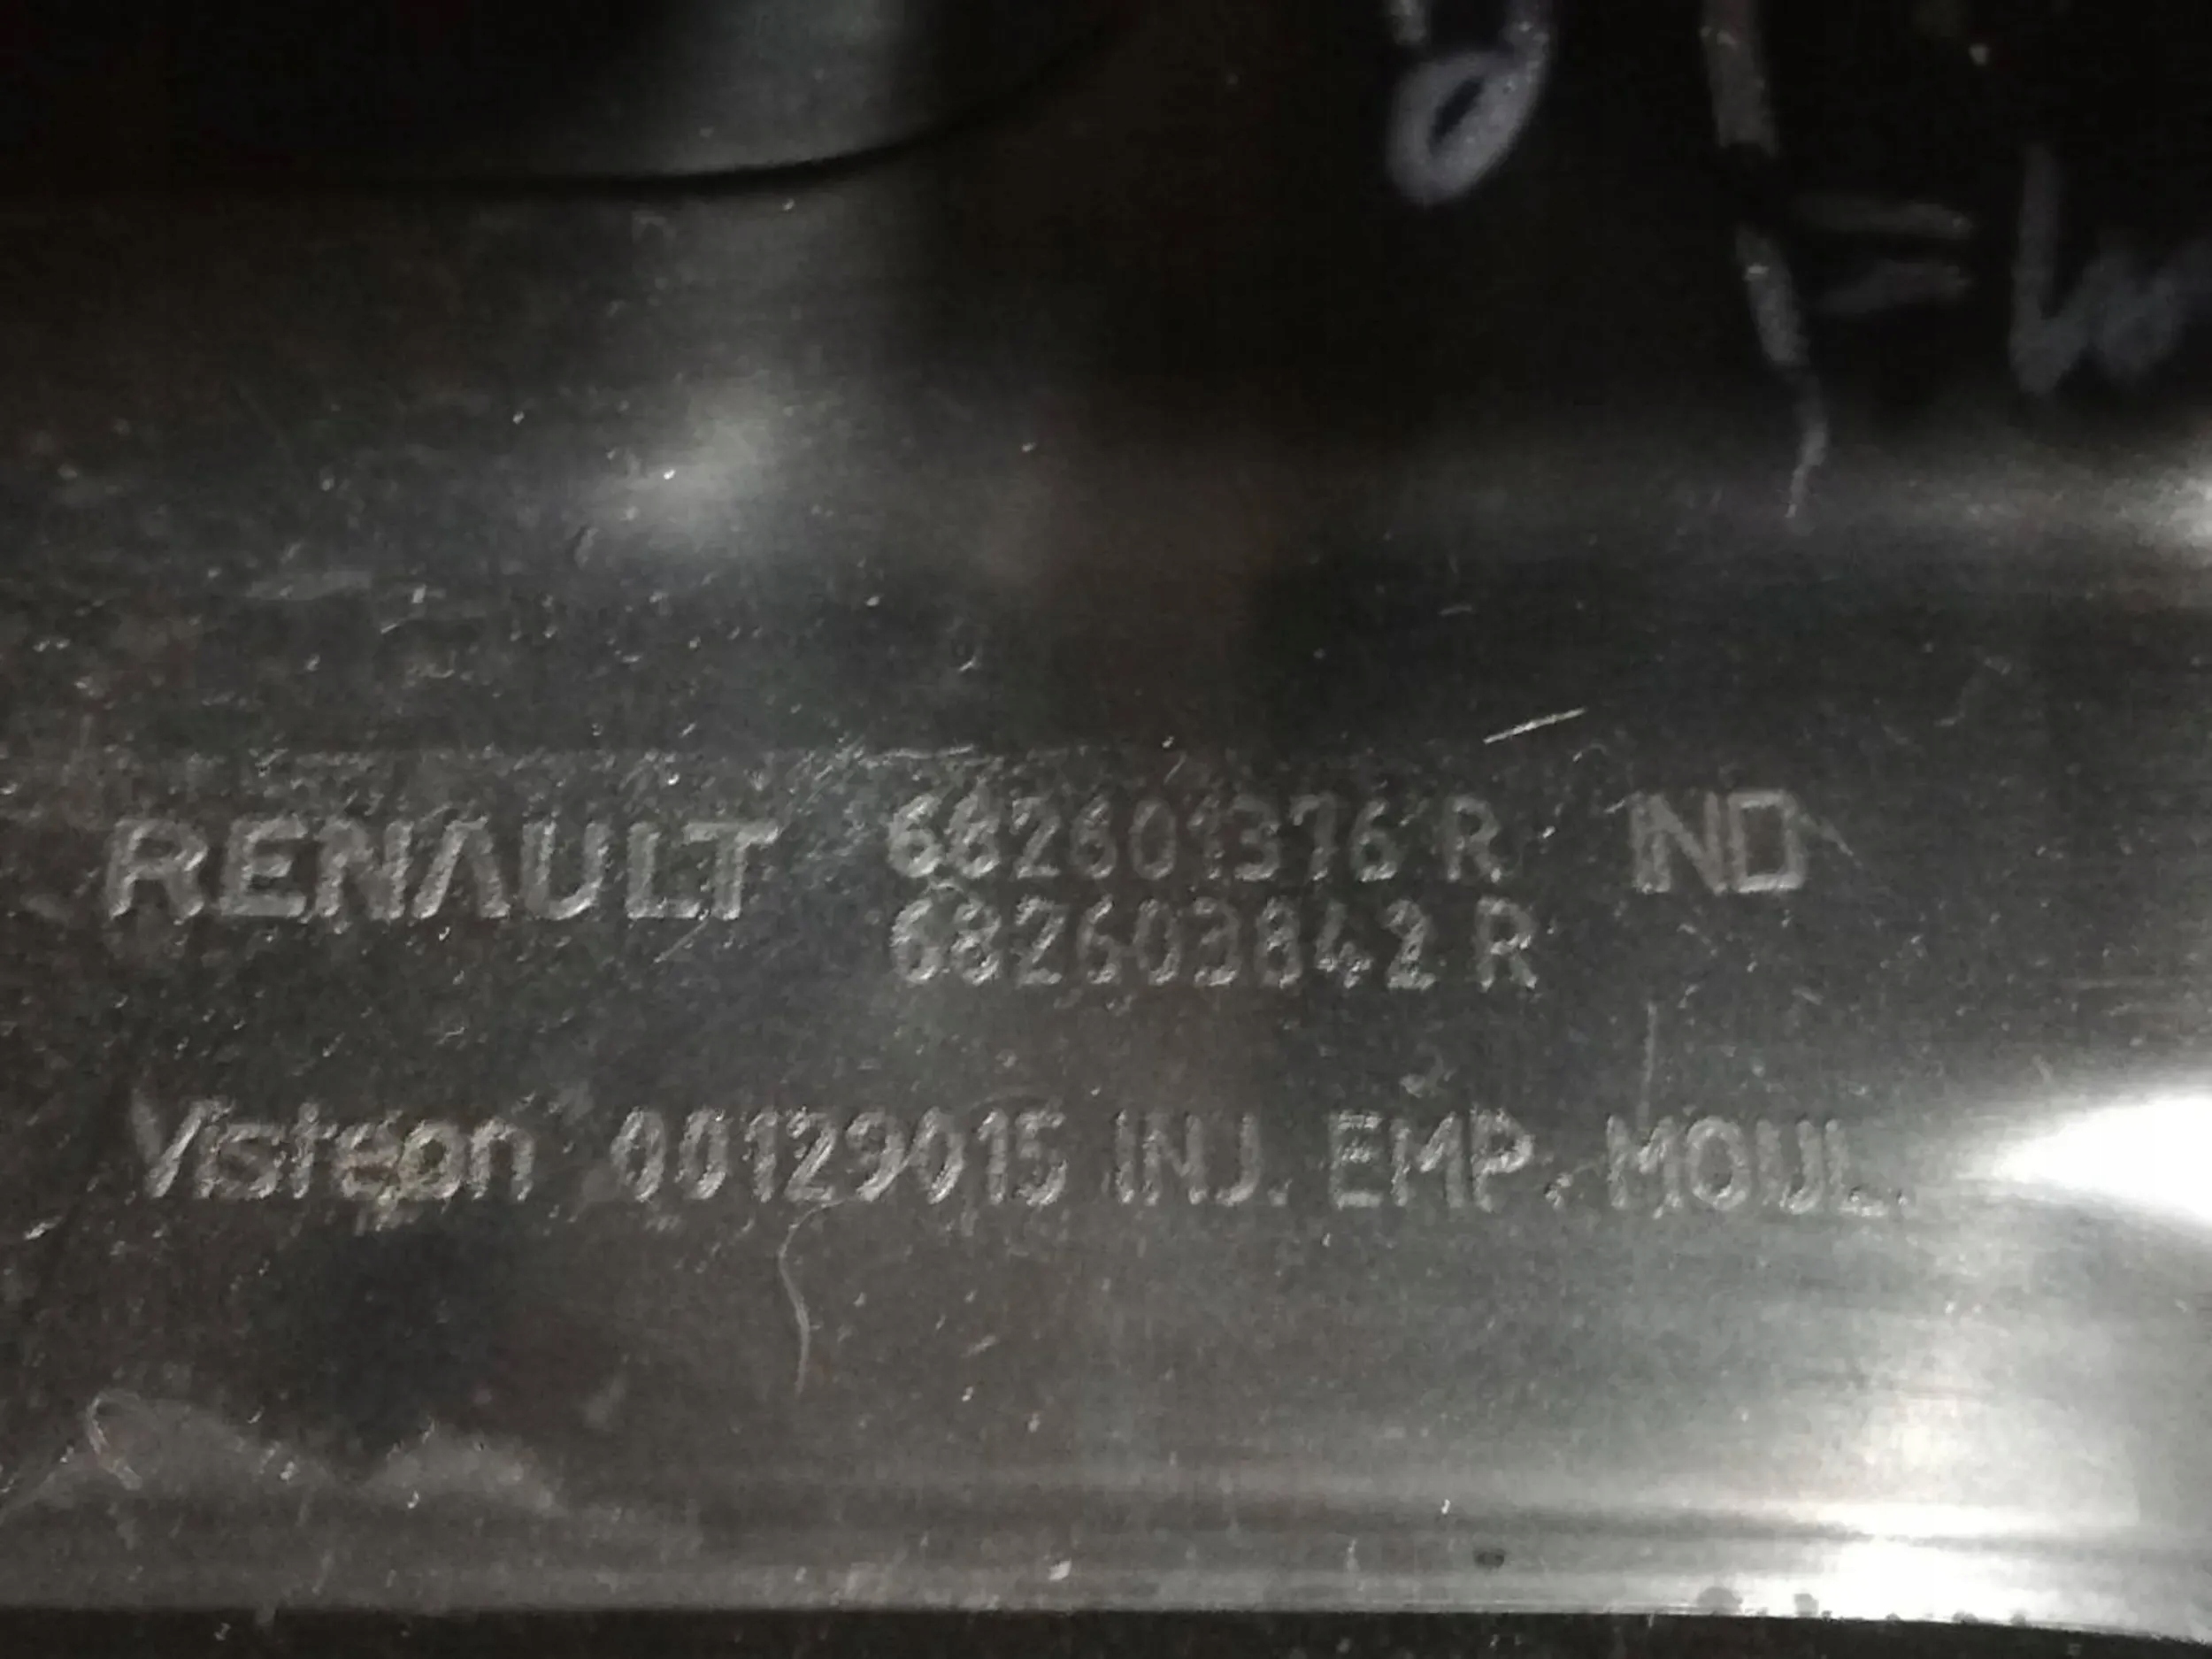 RENAULT 682601376 R IND
682603842 R
Visteon 00129015 INJ. EMP. MOUL.